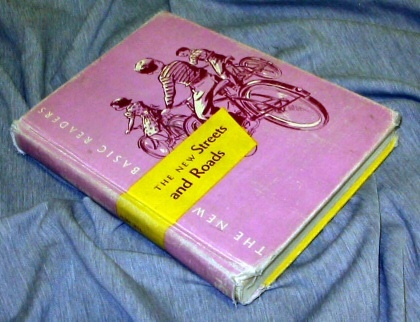 THE NEW
BASIC READERS
THE NEW Streets
and Roads